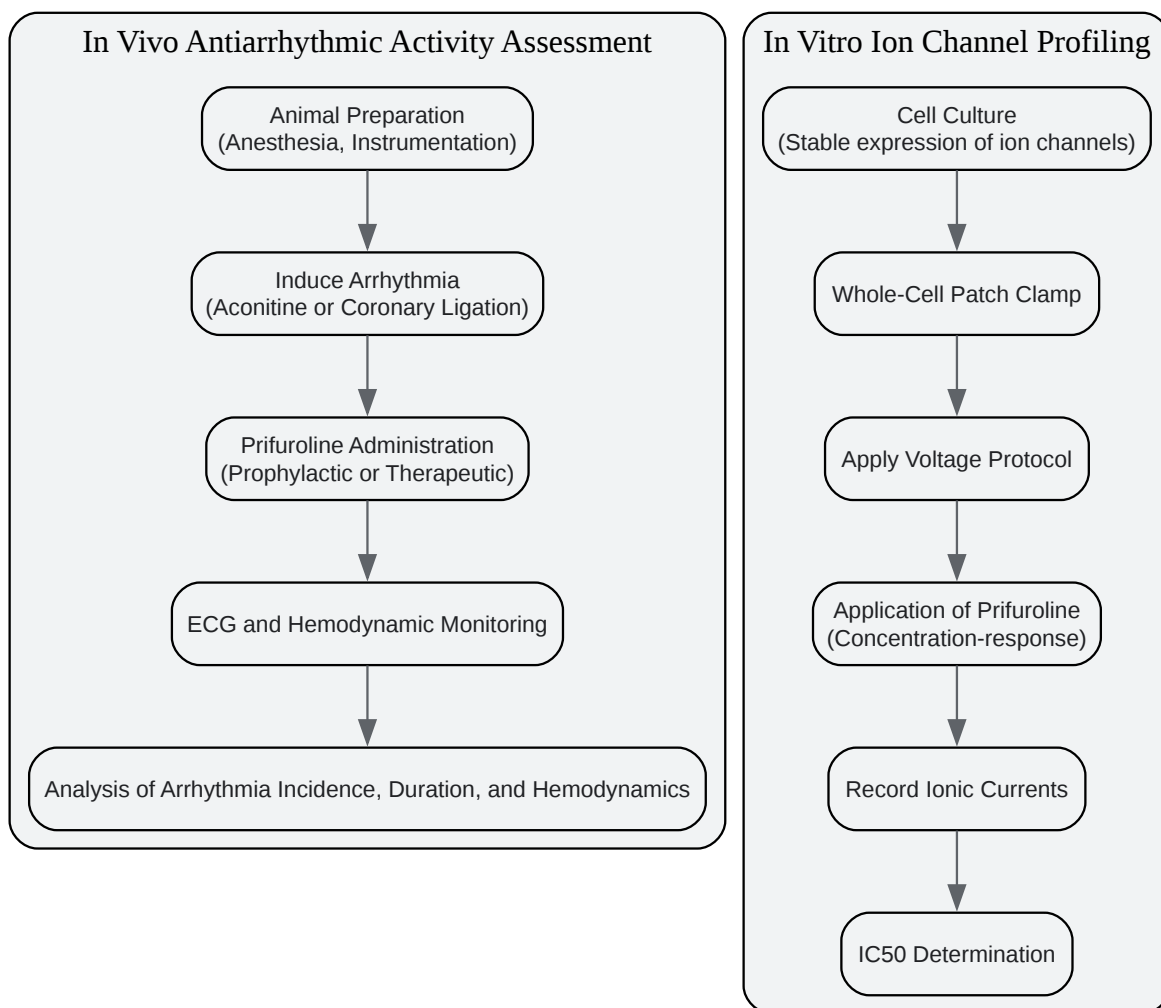 In Vivo Antiarrhythmic Activity Assessment
Animal Preparation
(Anesthesia, Instrumentation)
Induce Arrhythmia
(Aconitine or Coronary Ligation)
Prifuroline Administration
(Prophylactic or Therapeutic)
ECG and Hemodynamic Monitoring
Analysis of Arrhythmia Incidence, Duration, and Hemodynamics
In Vitro Ion Channel Profiling
Cell Culture
(Stable expression of ion channels)
Whole-Cell Patch Clamp
Apply Voltage Protocol
Application of Prifuroline
(Concentration-response)
Record Ionic Currents
IC50 Determination